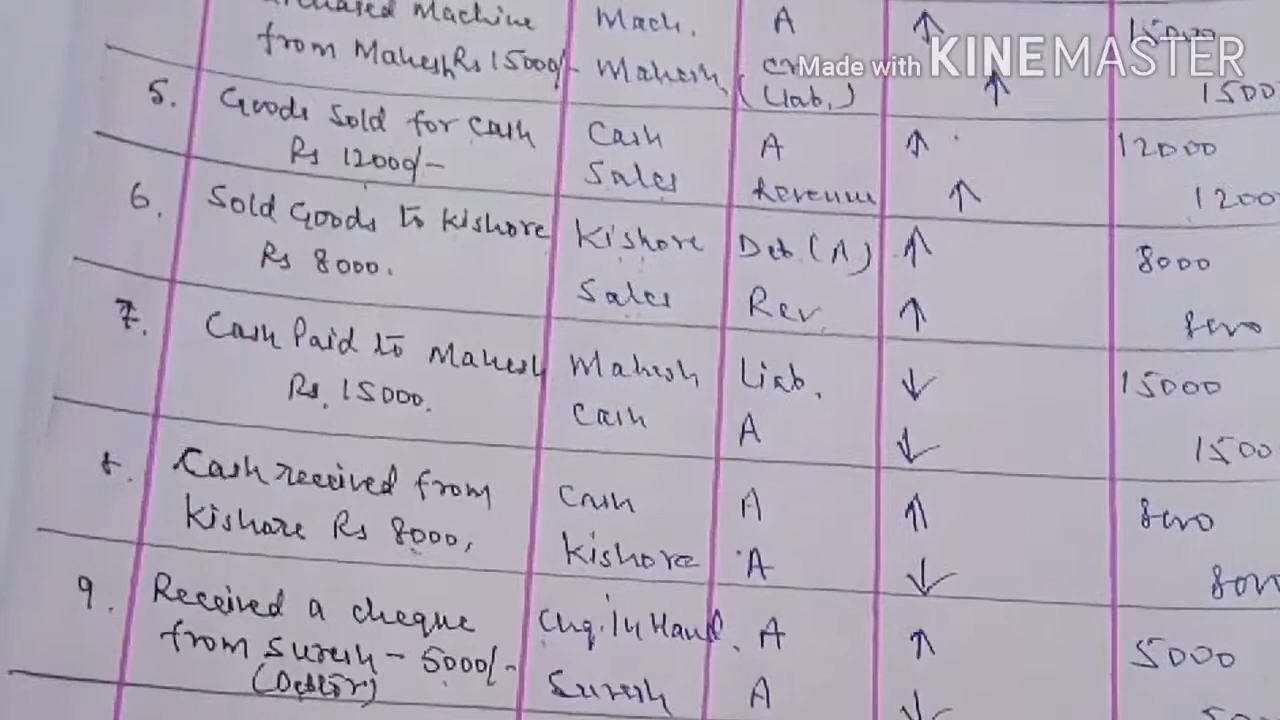 Machine Mach. A ↑
from Mahesh Rs 15000/- Mahesh (Liab.) ↑ 1500
Made with KINEMASTER
5. Goods Sold for Cash Cash A ↑ 12000
Rs 12000/- Sales Revenue ↑ 1200
6. Sold Goods to Kishore Kishore Deb.(A) ↑ 8000
Rs 8000. Sales Rev. ↑ 8000
7. Cash Paid to Mahesh Mahesh Liab. ↓ 15000
Rs. 15000. Cash A ↓ 1500
8. Cash received from Cash A ↑ 8000
Kishore Rs 8000, Kishore A ↓ 800
9. Received a cheque Chq. in Hand. A ↑ 5000
from Suresh - 5000/- Suresh A ↓
(Debtor)